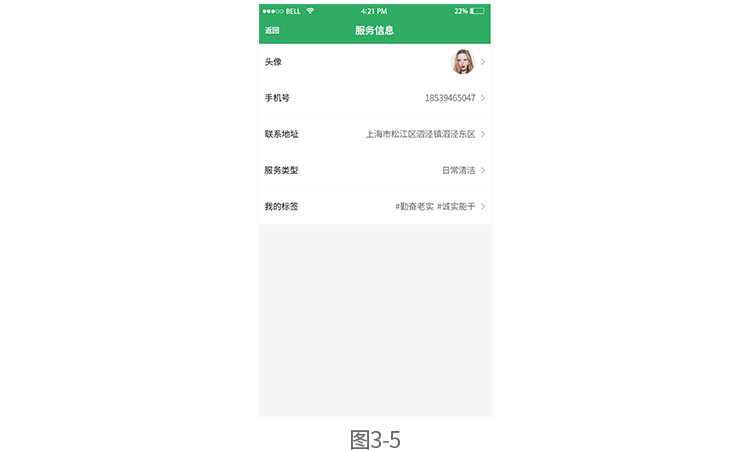 BELL 4:21 PM 22%
返回 服务信息
头像
手机号 18539465047
联系地址 上海市松江区泗泾镇泗泾东区
服务类型 日常清洁
我的标签 #勤奋老实 #诚实能干
图3-5